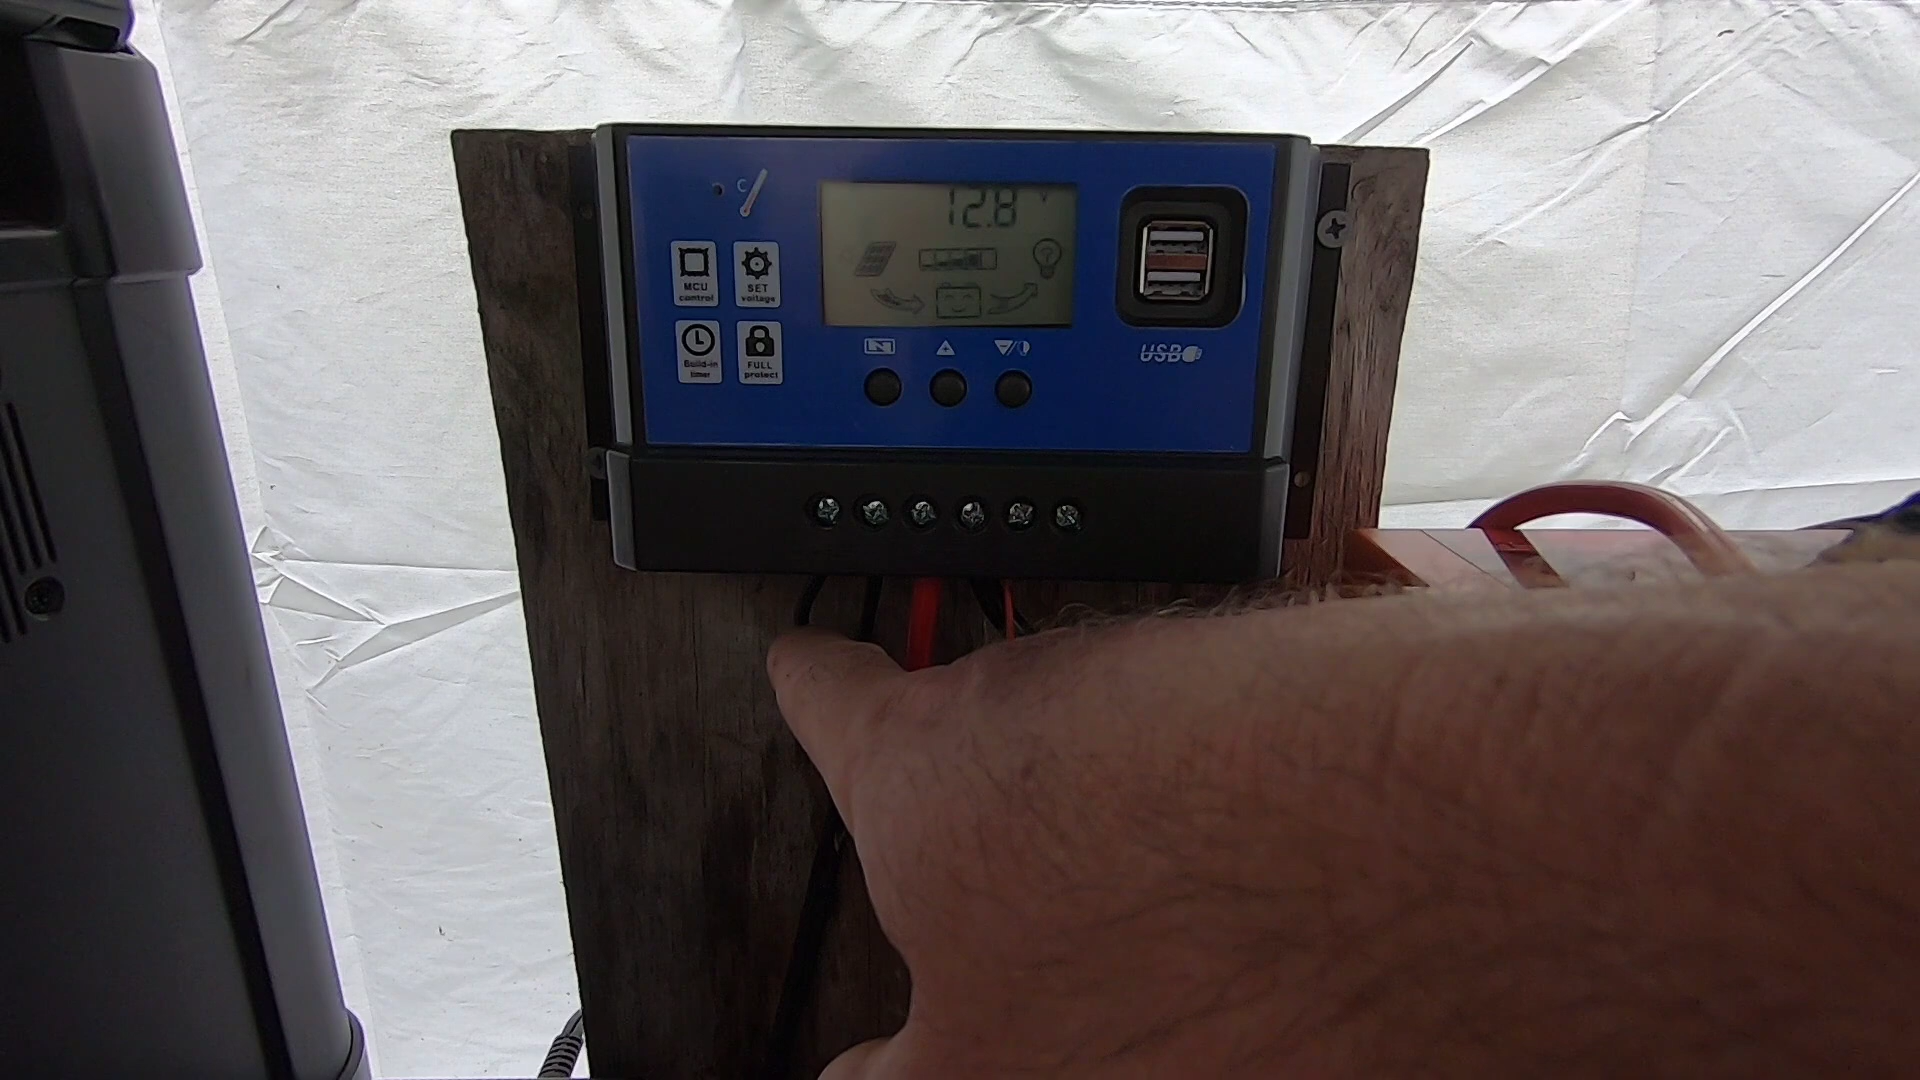 C
12.8 V
MCU
control
SET
voltage
Build-in
timer
FULL
protect
USB